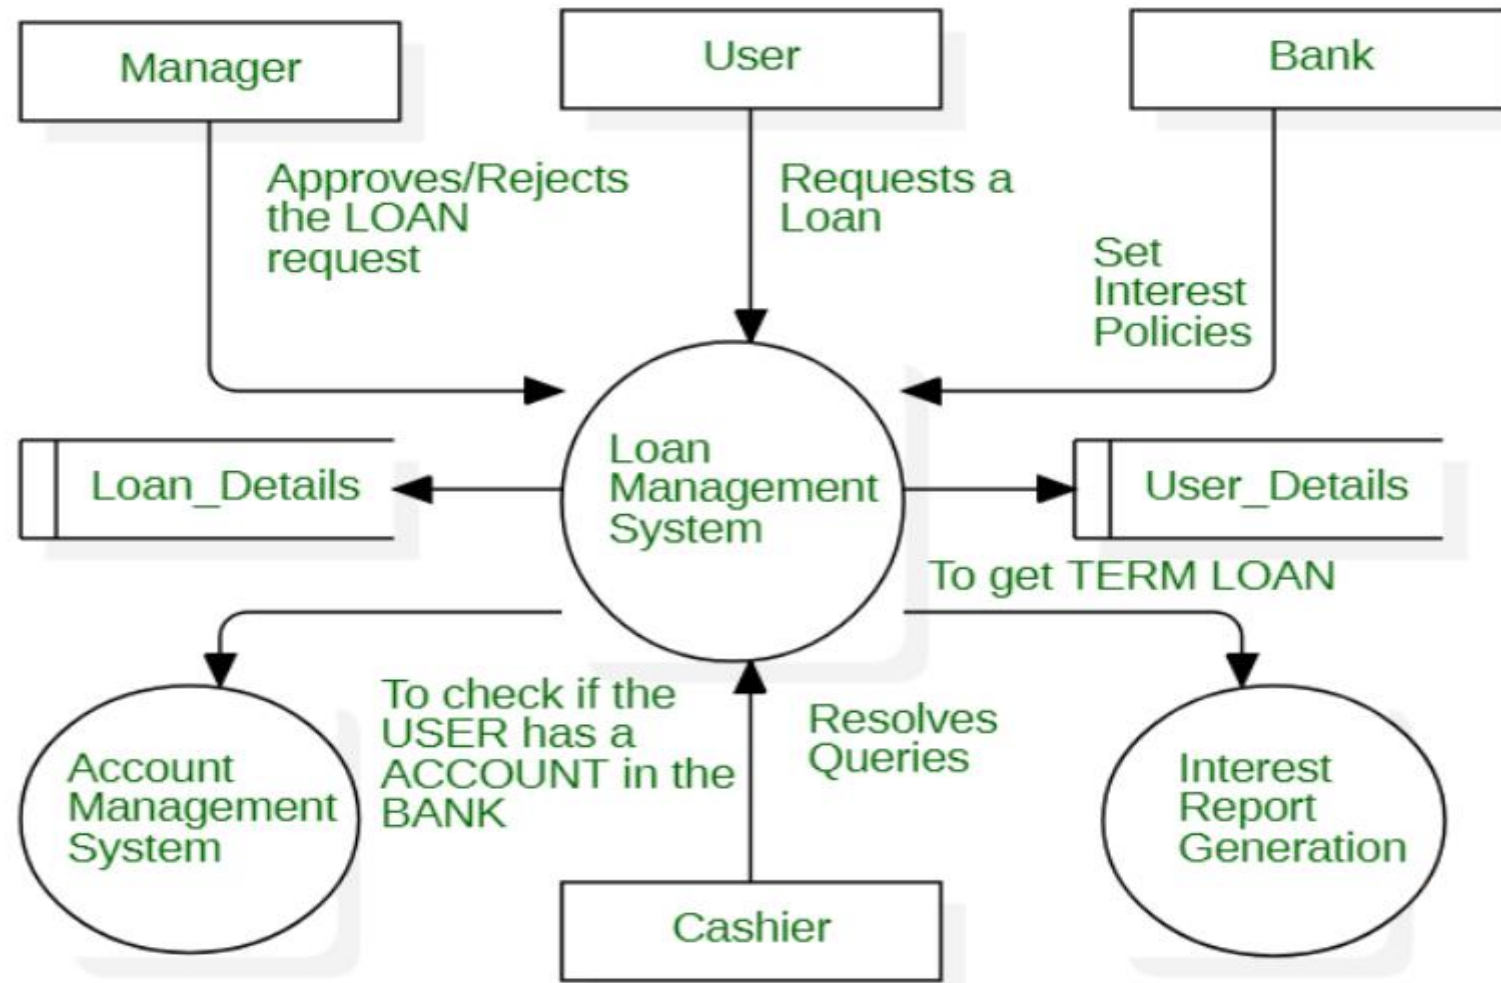 Manager
User
Bank
Approves/Rejects
the LOAN
request
Requests a
Loan
Set
Interest
Policies
Loan_Details
Loan
Management
System
User_Details
To get TERM LOAN
To check if the
USER has a
ACCOUNT in the
BANK
Resolves
Queries
Account
Management
System
Interest
Report
Generation
Cashier